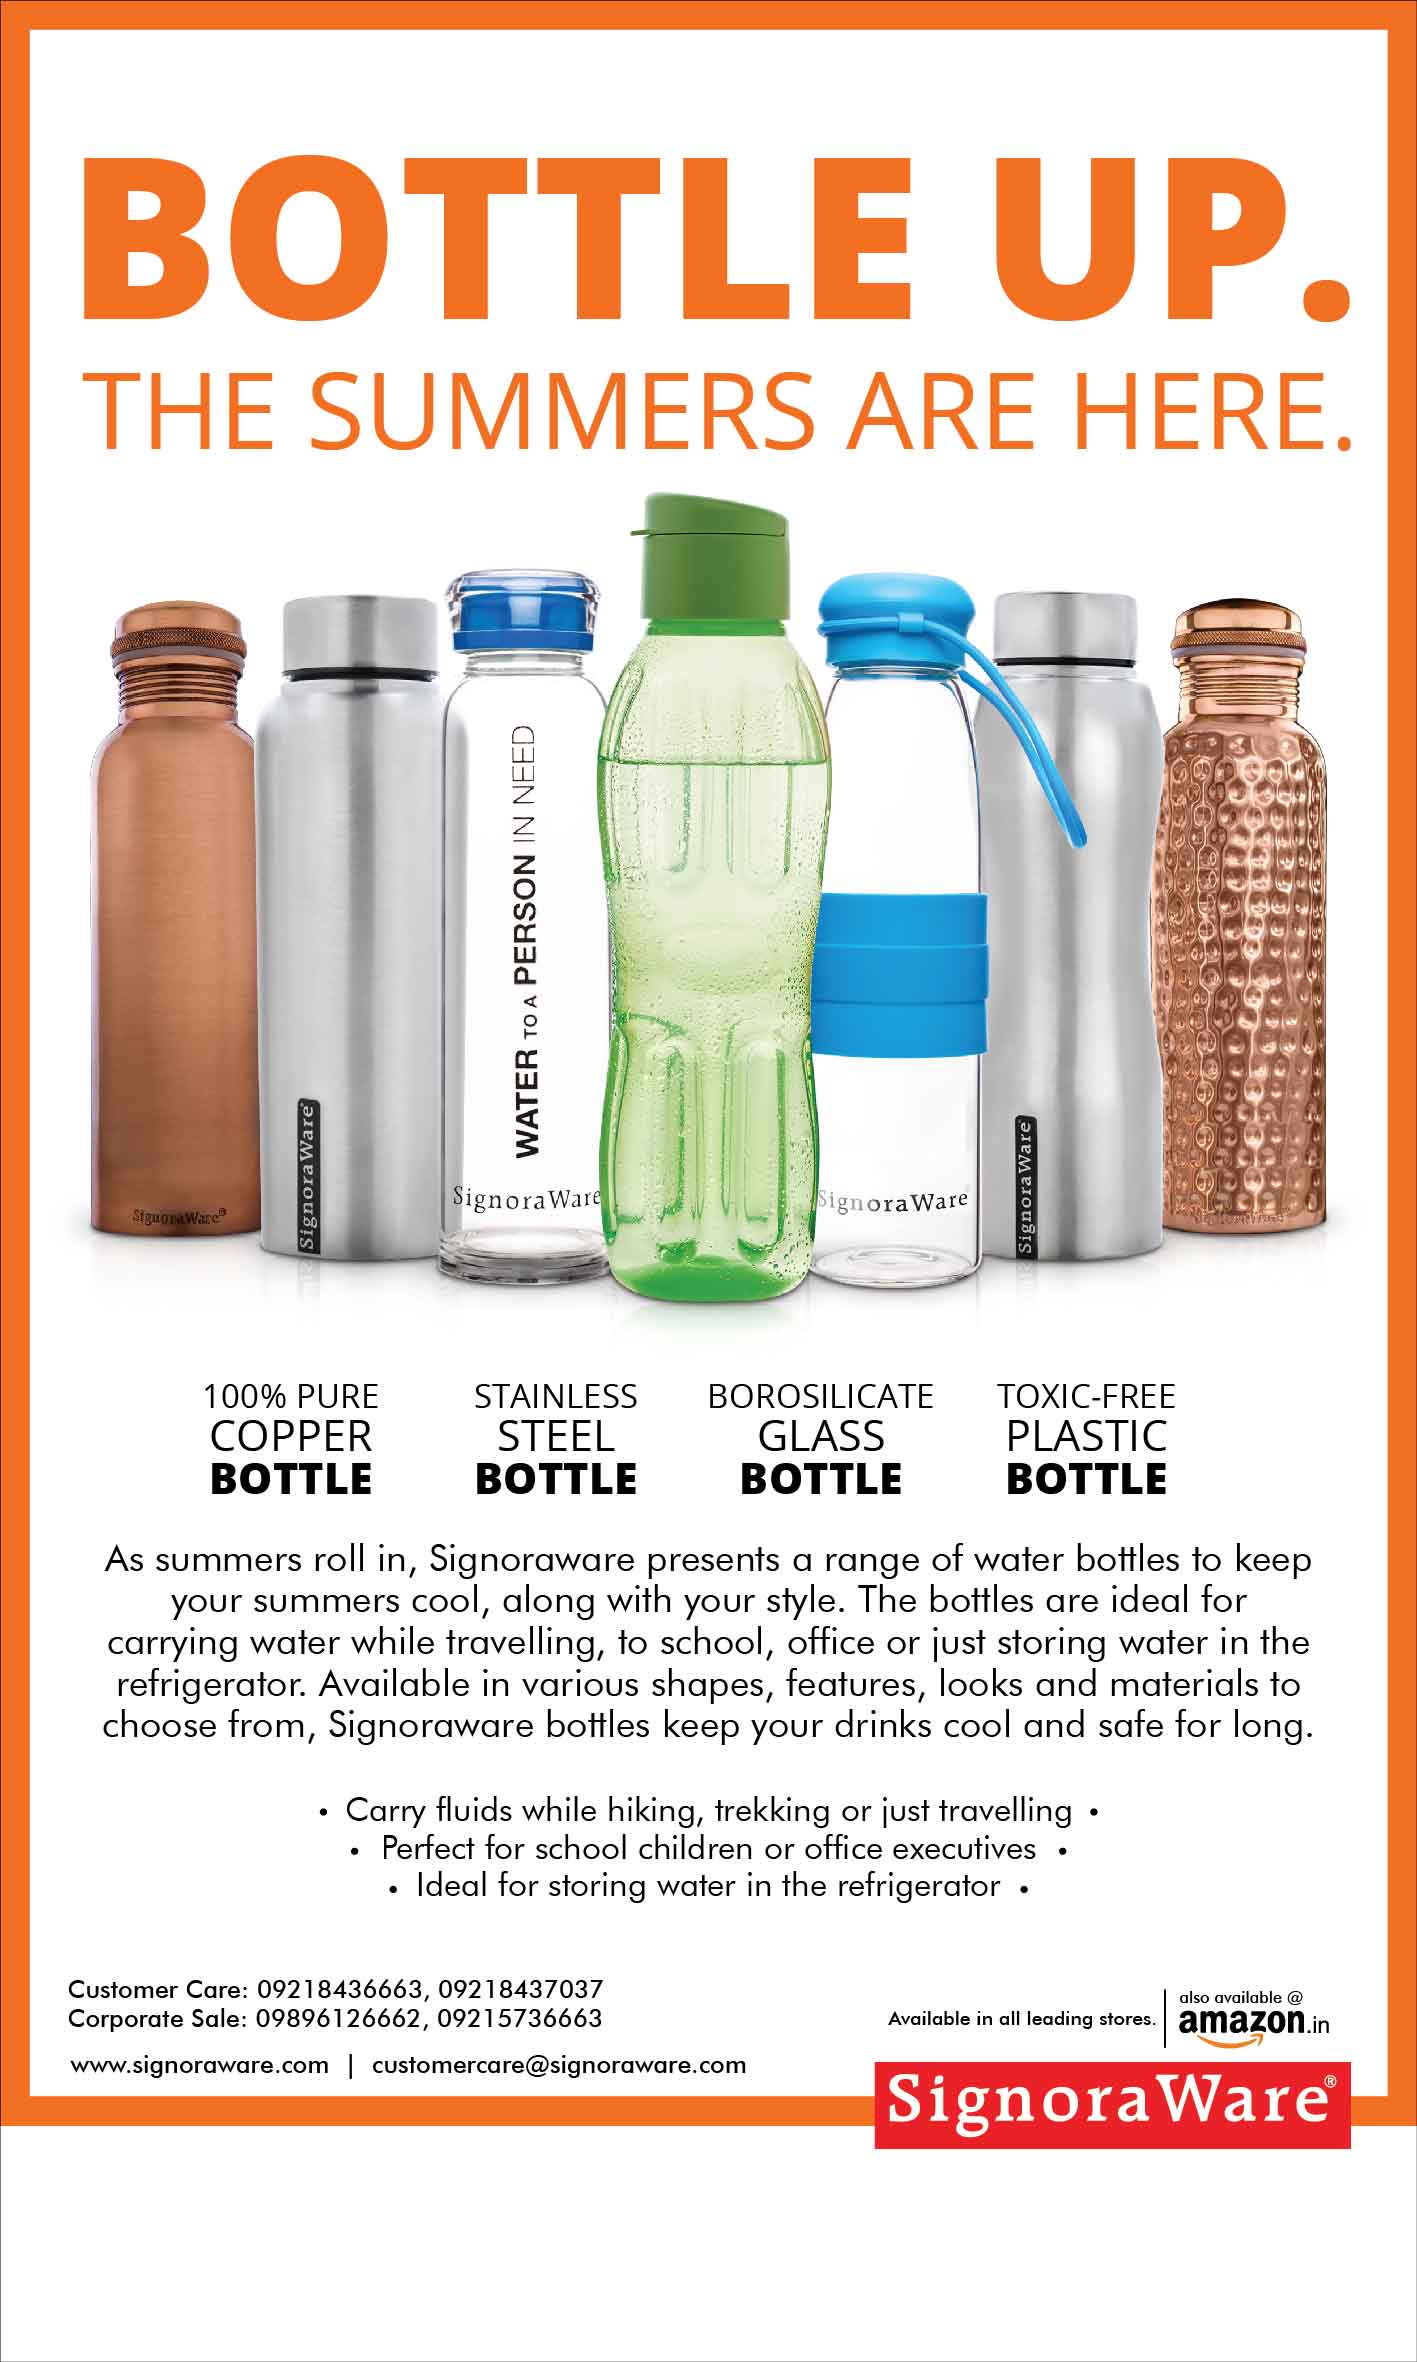 BOTTLE UP.
THE SUMMERS ARE HERE.
WATER TO A PERSON IN NEED
SignoraWare®
SignoraWare®
SignoraWare
SignoraWare
SignoraWare®
100% PURE
COPPER
BOTTLE
STAINLESS
STEEL
BOTTLE
BOROSILICATE
GLASS
BOTTLE
TOXIC-FREE
PLASTIC
BOTTLE
As summers roll in, Signoraware presents a range of water bottles to keep
your summers cool, along with your style. The bottles are ideal for
carrying water while travelling, to school, office or just storing water in the
refrigerator. Available in various shapes, features, looks and materials to
choose from, Signoraware bottles keep your drinks cool and safe for long.
• Carry fluids while hiking, trekking or just travelling •
• Perfect for school children or office executives •
• Ideal for storing water in the refrigerator •
Customer Care: 09218436663, 09218437037
Corporate Sale: 09896126662, 09215736663
www.signoraware.com | customercare@signoraware.com
Available in all leading stores.
also available @
amazon.in
SignoraWare®